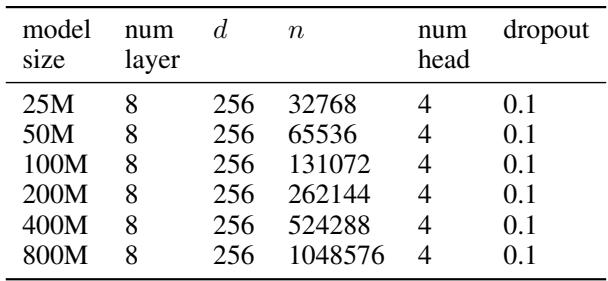 model size num layer d n num head dropout
25M 8 256 32768 4 0.1
50M 8 256 65536 4 0.1
100M 8 256 131072 4 0.1
200M 8 256 262144 4 0.1
400M 8 256 524288 4 0.1
800M 8 256 1048576 4 0.1